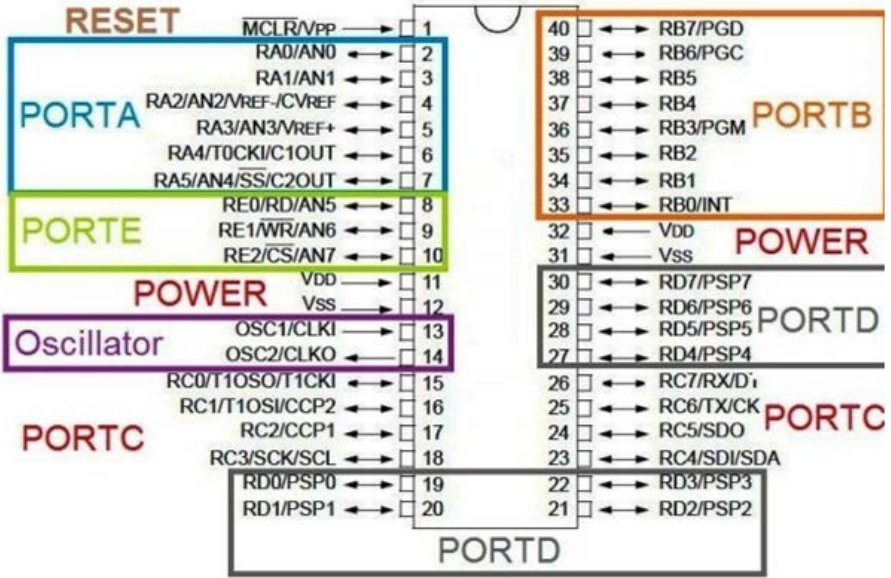 RESET
MCLR/VPP 1
RA0/AN0 2
RA1/AN1 3
RA2/AN2/VREF-/CVREF 4
RA3/AN3/VREF+ 5
RA4/T0CKI/C1OUT 6
RA5/AN4/SS/C2OUT 7
PORTA
RE0/RD/AN5 8
RE1/WR/AN6 9
RE2/CS/AN7 10
PORTE
VDD 11
VSS 12
POWER
OSC1/CLKI 13
OSC2/CLKO 14
Oscillator
RC0/T1OSO/T1CKI 15
RC1/T1OSI/CCP2 16
RC2/CCP1 17
RC3/SCK/SCL 18
PORTC
RD0/PSP0 19
RD1/PSP1 20
40 RB7/PGD
39 RB6/PGC
38 RB5
37 RB4
36 RB3/PGM
35 RB2
34 RB1
33 RB0/INT
PORTB
32 VDD
31 VSS
POWER
30 RD7/PSP7
29 RD6/PSP6
28 RD5/PSP5
27 RD4/PSP4
PORTD
26 RC7/RX/DT
25 RC6/TX/CK
24 RC5/SDO
23 RC4/SDI/SDA
PORTC
22 RD3/PSP3
21 RD2/PSP2
PORTD